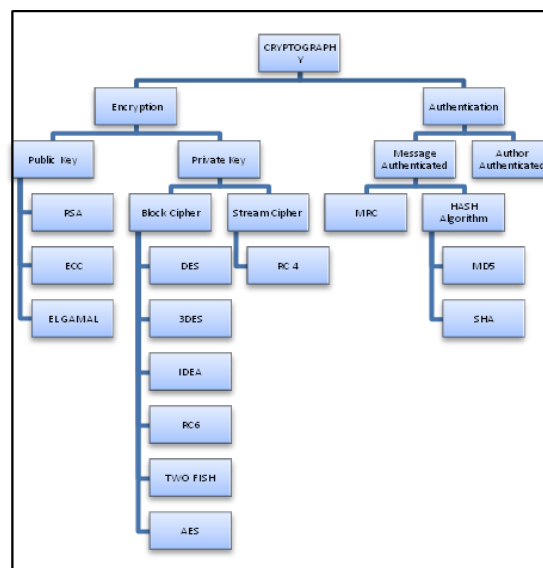 CRYPTOGRAPH
Y
Encryption
Authentication
Public Key
Private Key
Message
Authenticated
Author
Authenticated
RSA
Block Cipher
Stream Cipher
MRC
HASH
Algorithm
ECC
DES
RC 4
MD5
ELGAMAL
3DES
SHA
IDEA
RC6
TWO FISH
AES